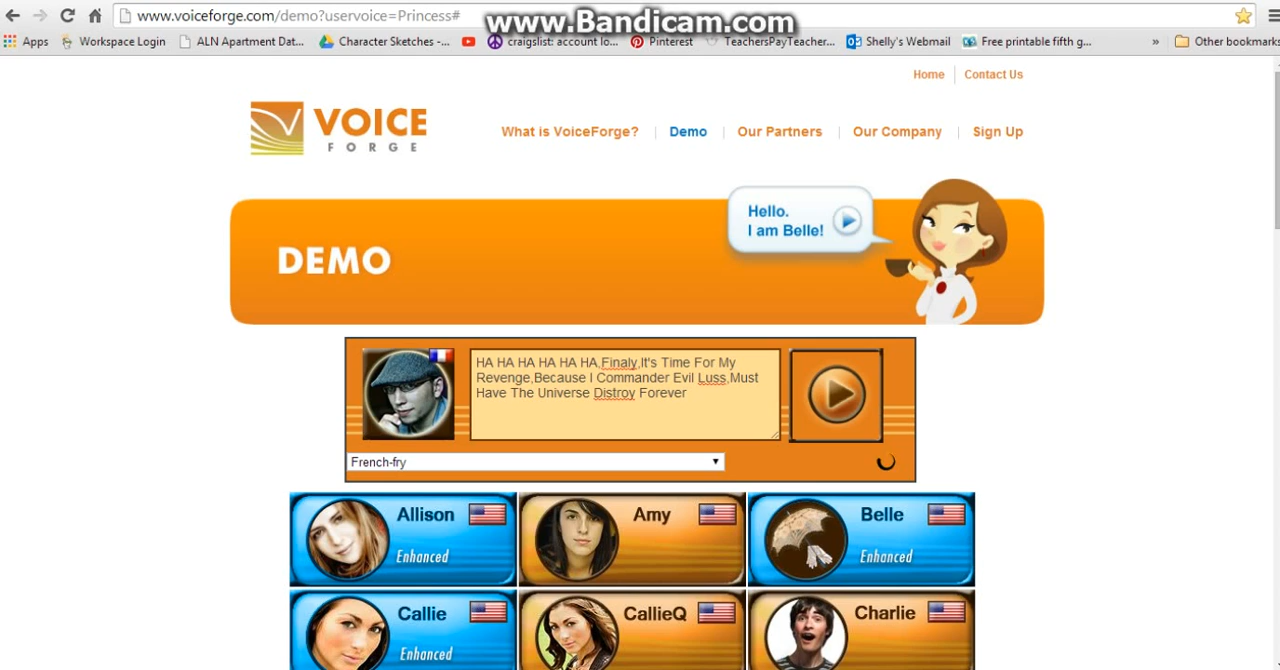 www.voiceforge.com/demo?uservoice=Princess#
www.Bandicam.com
Apps Workspace Login ALN Apartment Dat... Character Sketches -... craigslist: account lo... Pinterest TeachersPayTeacher... Shelly's Webmail Free printable fifth g... » Other bookmarks
Home Contact Us
VOICE
FORGE
What is VoiceForge? Demo Our Partners Our Company Sign Up
Hello.
I am Belle!
DEMO
HA HA HA HA HA HA,Finaly,It's Time For My
Revenge,Because I Commander Evil Luss,Must
Have The Universe Distroy Forever
French-fry
Allison Amy Belle
Enhanced Enhanced
Callie CallieQ Charlie
Enhanced